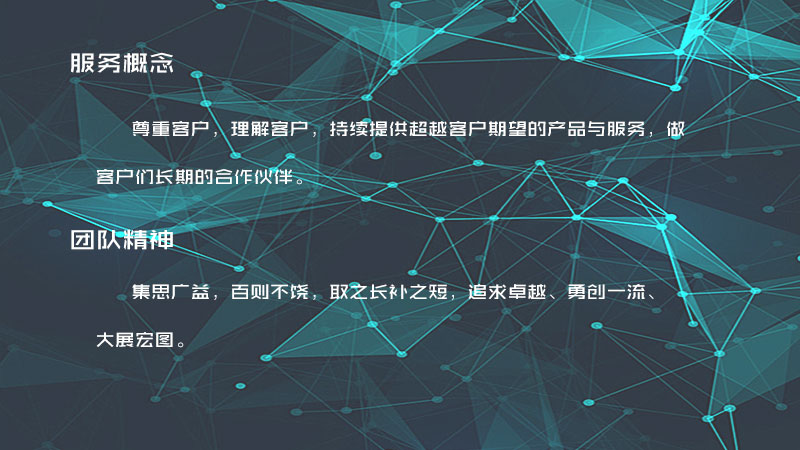 服务概念
尊重客户，理解客户，持续提供超越客户期望的产品与服务，做
客户们长期的合作伙伴。
团队精神
集思广益，百则不饶，取之长补之短，追求卓越、勇创一流、
大展宏图。